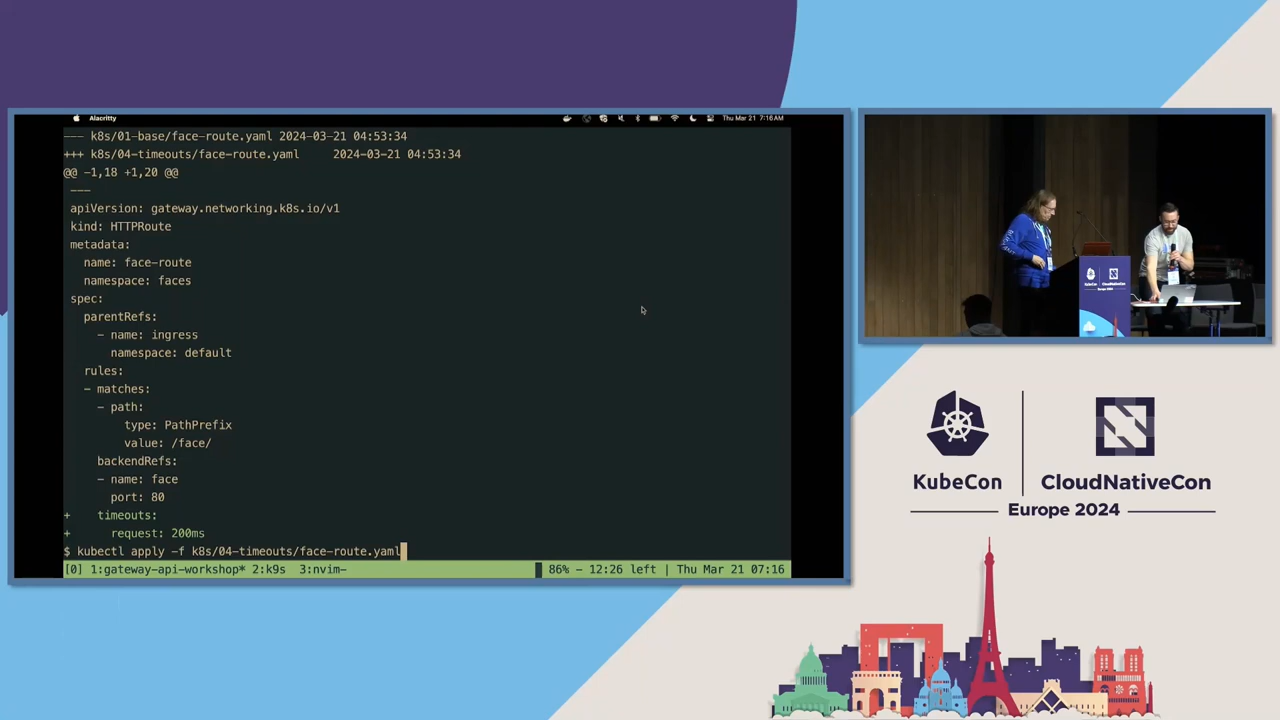 Alacritty
Thu Mar 21 7:16 AM
--- k8s/01-base/face-route.yaml 2024-03-21 04:53:34
+++ k8s/04-timeouts/face-route.yaml 2024-03-21 04:53:34
@@ -1,18 +1,20 @@
---
apiVersion: gateway.networking.k8s.io/v1
kind: HTTPRoute
metadata:
name: face-route
namespace: faces
spec:
parentRefs:
- name: ingress
namespace: default
rules:
- matches:
- path:
type: PathPrefix
value: /face/
backendRefs:
- name: face
port: 80
+ timeouts:
+ request: 200ms
$ kubectl apply -f k8s/04-timeouts/face-route.yaml
[0] 1:gateway-api-workshop* 2:k9s 3:nvim-
86% - 12:26 left | Thu Mar 21 07:16
KubeCon
CloudNativeCon
Europe 2024
KubeCon
CloudNativeCon
Europe 2024